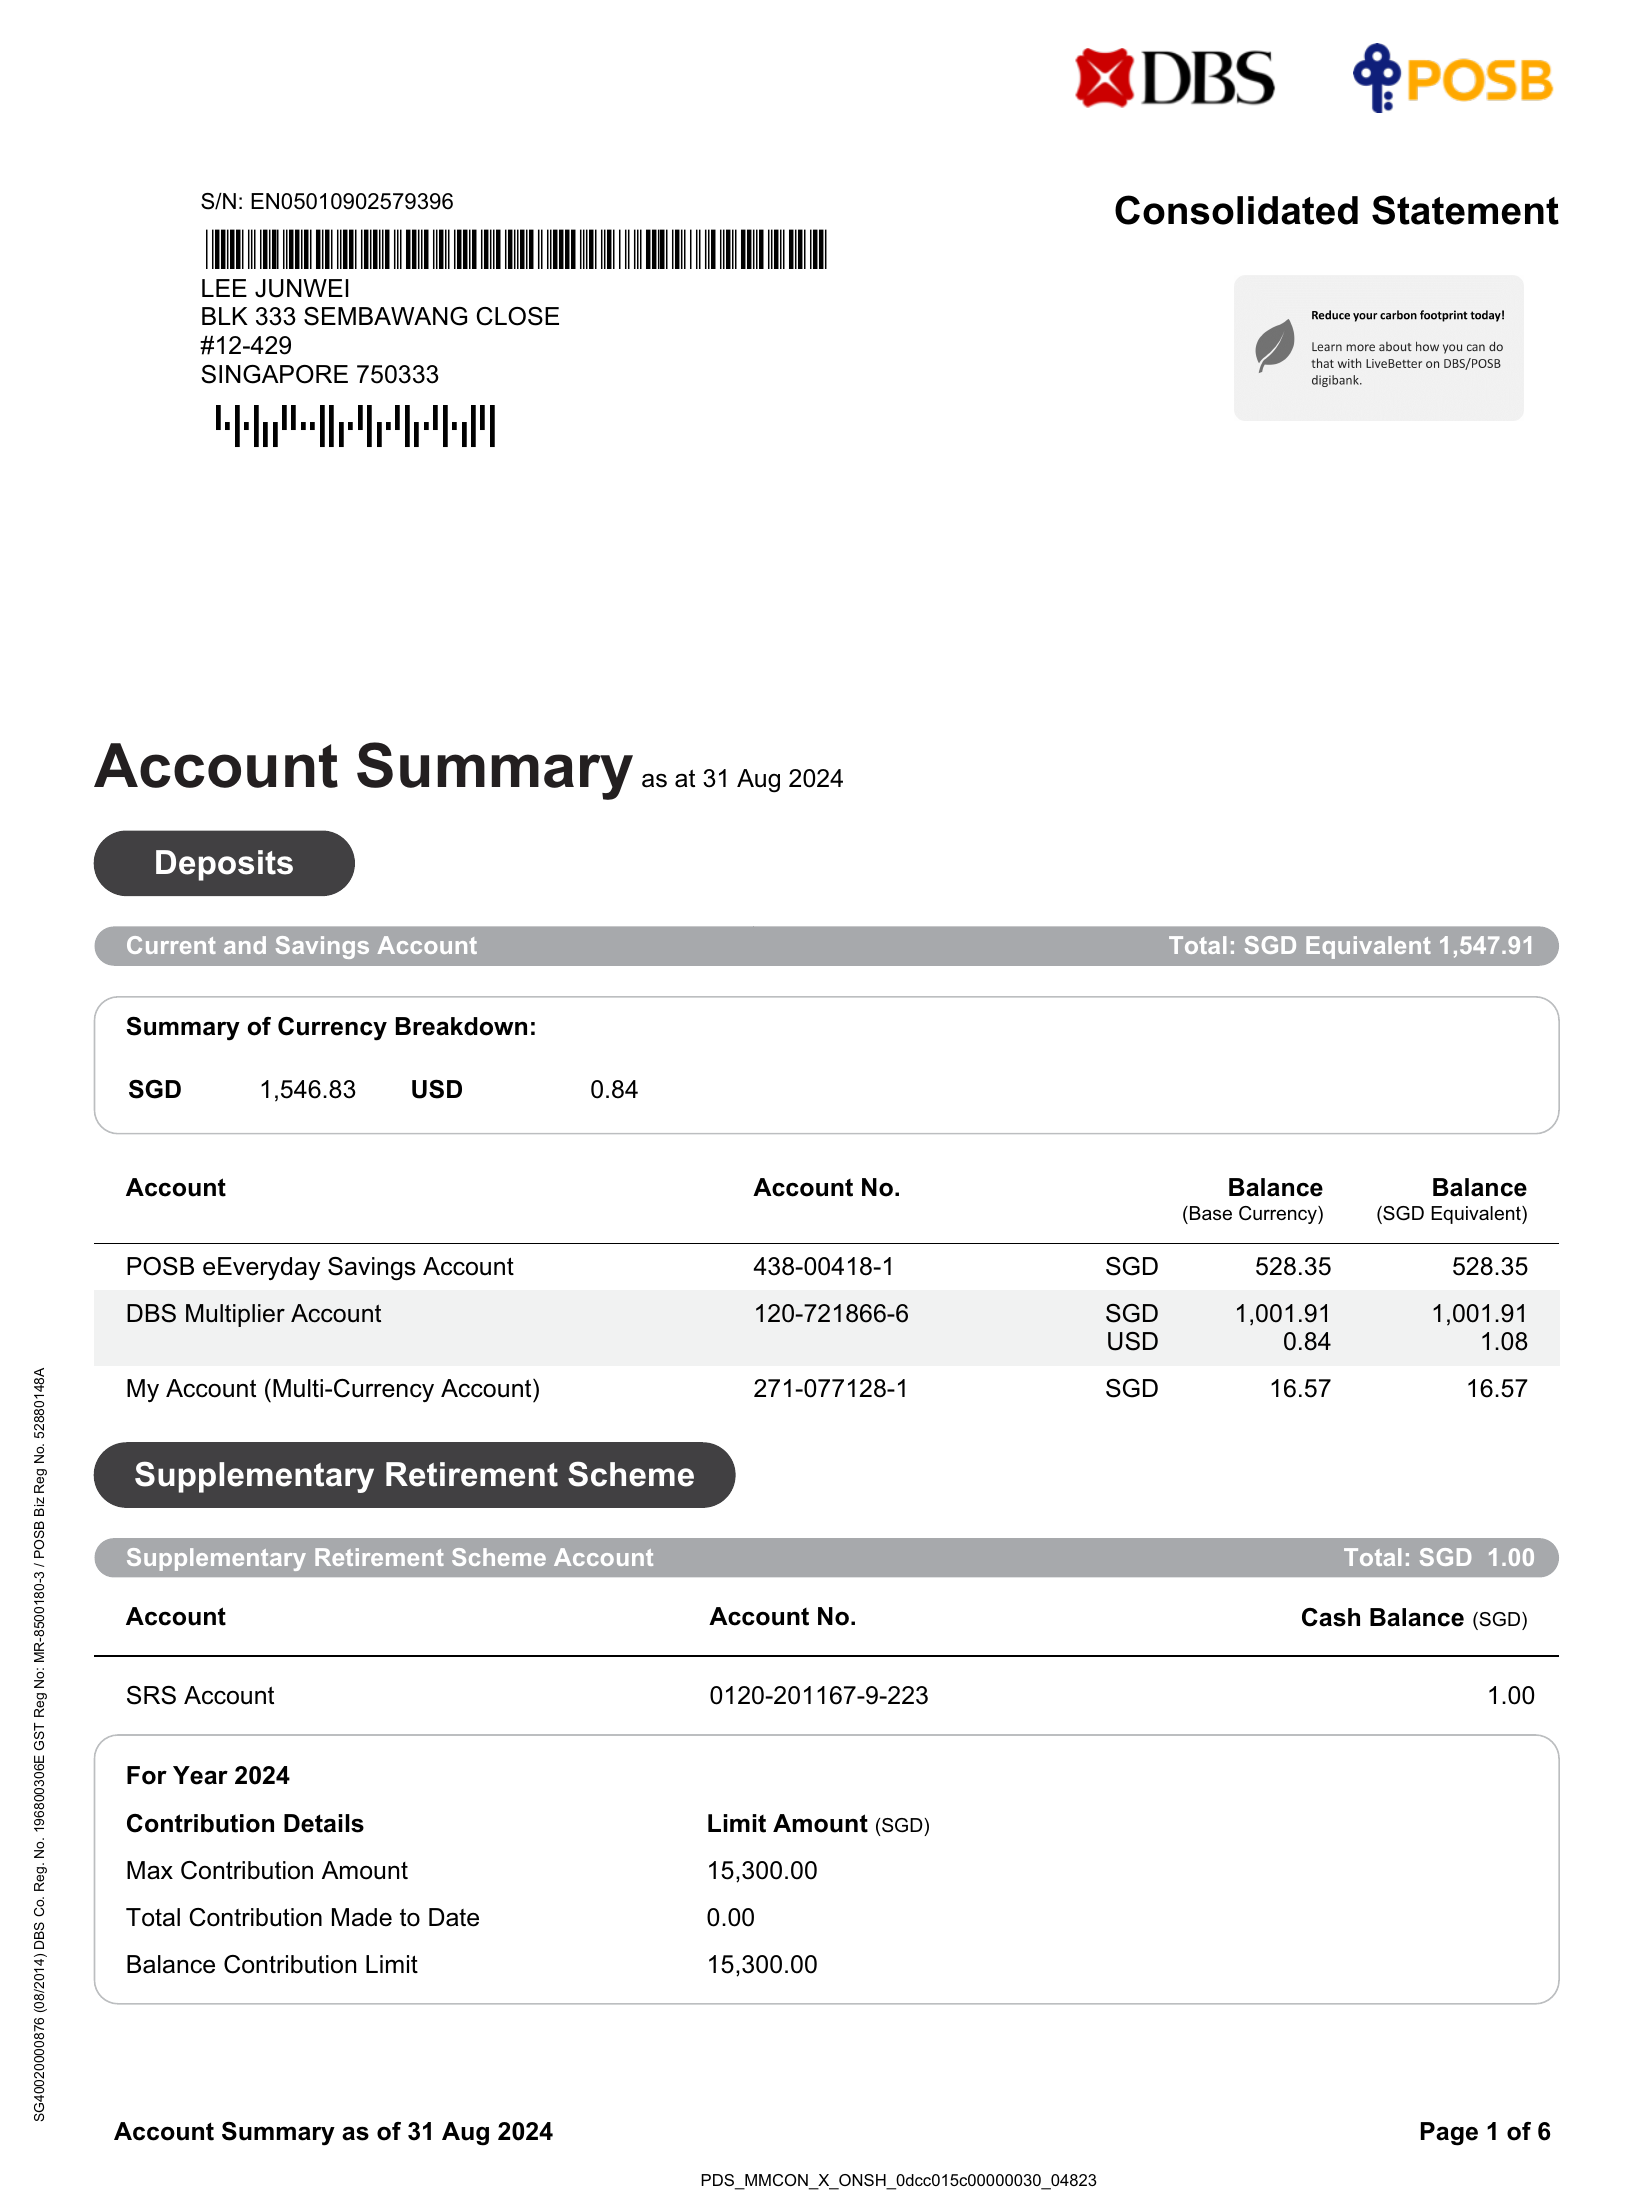 DBS POSB
S/N: EN05010902579396
Consolidated Statement
LEE JUNWEI
BLK 333 SEMBAWANG CLOSE
#12-429
SINGAPORE 750333
Reduce your carbon footprint today!
Learn more about how you can do
that with LiveBetter on DBS/POSB
digibank.
Account Summary as at 31 Aug 2024
Deposits
Current and Savings Account Total: SGD Equivalent 1,547.91
Summary of Currency Breakdown:
SGD 1,546.83 USD 0.84
Account Account No. Balance Balance
(Base Currency) (SGD Equivalent)
POSB eEveryday Savings Account 438-00418-1 SGD 528.35 528.35
DBS Multiplier Account 120-721866-6 SGD 1,001.91 1,001.91
USD 0.84 1.08
My Account (Multi-Currency Account) 271-077128-1 SGD 16.57 16.57
Supplementary Retirement Scheme
Supplementary Retirement Scheme Account Total: SGD 1.00
Account Account No. Cash Balance (SGD)
SRS Account 0120-201167-9-223 1.00
For Year 2024
Contribution Details Limit Amount (SGD)
Max Contribution Amount 15,300.00
Total Contribution Made to Date 0.00
Balance Contribution Limit 15,300.00
SG40020000876 (08/2014) DBS Co. Reg. No. 196800306E GST Reg No: MR-8500180-3 / POSB Biz Reg No. 52880148A
Account Summary as of 31 Aug 2024 Page 1 of 6
PDS_MMCON_X_ONSH_0dcc015c00000030_04823